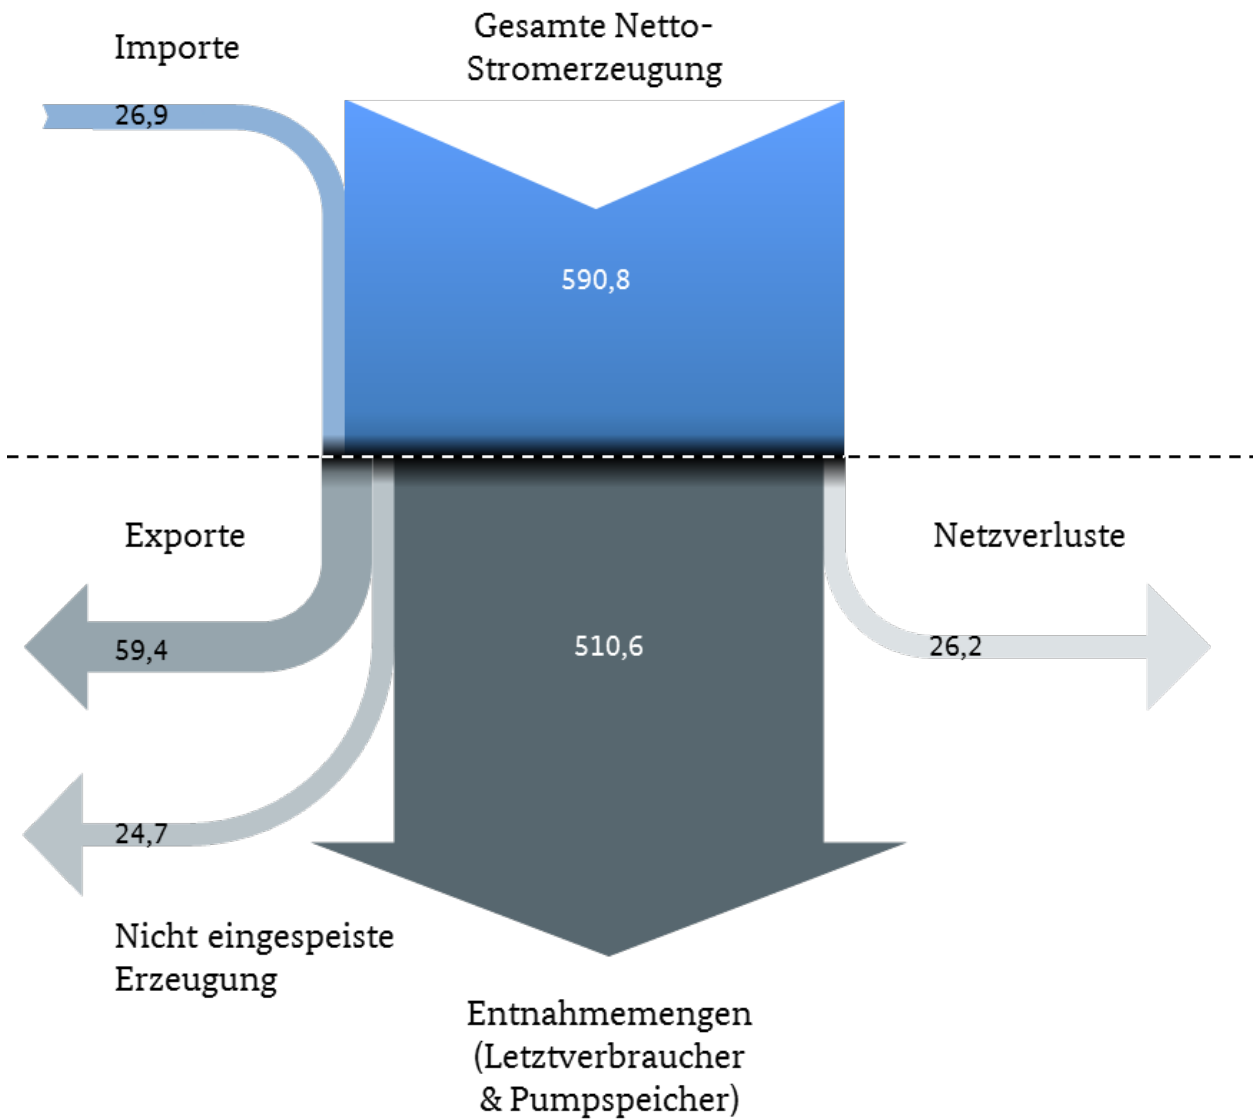 Gesamte Netto-
Stromerzeugung
Importe
26,9
590,8
Exporte
Netzverluste
59,4
510,6
26,2
24,7
Nicht eingespeiste
Erzeugung
Entnahmemengen
(Letztverbraucher
& Pumpspeicher)